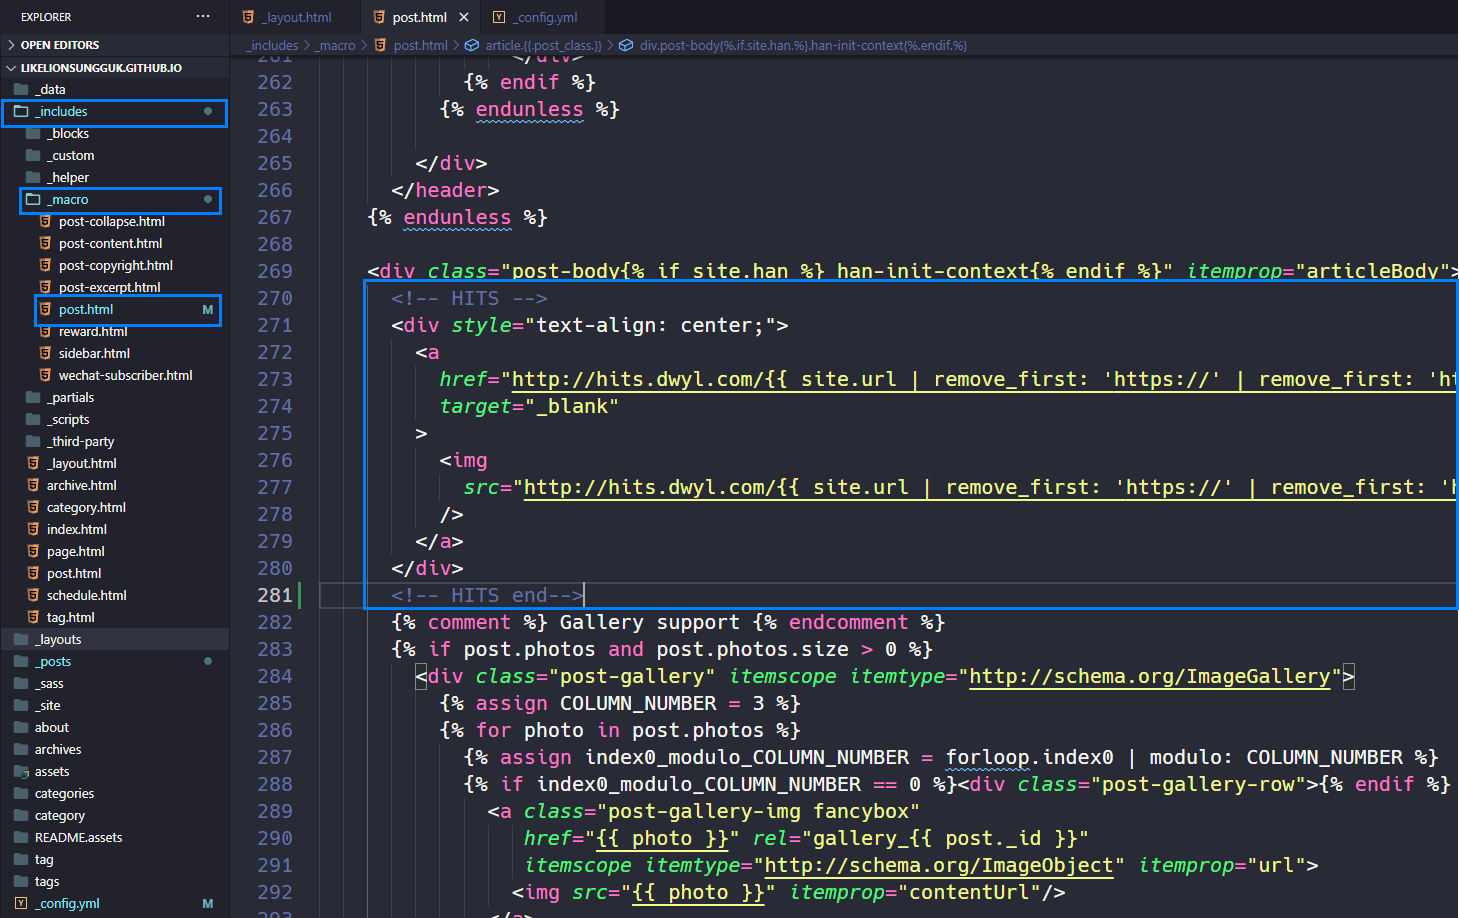 EXPLORER
...
OPEN EDITORS
LIKELIONSUNGGUK.GITHUB.IO
_data
_includes
_blocks
_custom
_helper
_macro
post-collapse.html
post-content.html
post-copyright.html
post-excerpt.html
post.html M
reward.html
sidebar.html
wechat-subscriber.html
_partials
_scripts
_third-party
_layout.html
archive.html
category.html
index.html
page.html
post.html
schedule.html
tag.html
_layouts
_posts
_sass
_site
about
archives
assets
categories
category
README.assets
tag
tags
_config.yml M
_layout.html post.html _config.yml
_includes > _macro > post.html > article.{{.post_class.}} > div.post-body{%.if.site.han.%}.han-init-context{%.endif.%}
261 </div>
262 {% endif %}
263 {% endunless %}
264
265 </div>
266 </header>
267 {% endunless %}
268
269 <div class="post-body{% if site.han %} han-init-context{% endif %}" itemprop="articleBody">
270 <!-- HITS -->
271 <div style="text-align: center;">
272 <a
273 href="http://hits.dwyl.com/{{ site.url | remove_first: 'https://' | remove_first: 'ht
274 target="_blank"
275 >
276 <img
277 src="http://hits.dwyl.com/{{ site.url | remove_first: 'https://' | remove_first: 'h
278 />
279 </a>
280 </div>
281 <!-- HITS end-->
282 {% comment %} Gallery support {% endcomment %}
283 {% if post.photos and post.photos.size > 0 %}
284 <div class="post-gallery" itemscope itemtype="http://schema.org/ImageGallery">
285 {% assign COLUMN_NUMBER = 3 %}
286 {% for photo in post.photos %}
287 {% assign index0_modulo_COLUMN_NUMBER = forloop.index0 | modulo: COLUMN_NUMBER %}
288 {% if index0_modulo_COLUMN_NUMBER == 0 %}<div class="post-gallery-row">{% endif %}
289 <a class="post-gallery-img fancybox"
290 href="{{ photo }}" rel="gallery_{{ post._id }}"
291 itemscope itemtype="http://schema.org/ImageObject" itemprop="url">
292 <img src="{{ photo }}" itemprop="contentUrl"/>
293 </a>